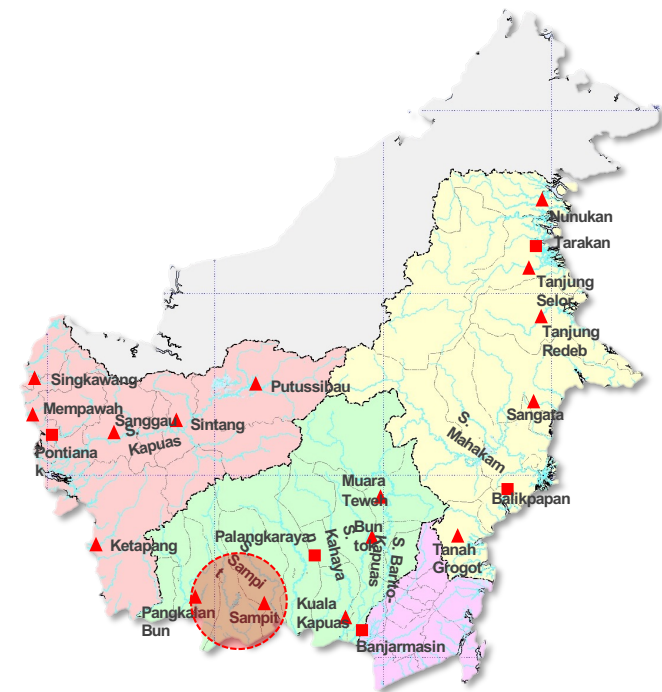 Nunukan
Tarakan
Tanjung
Selor
Tanjung
Redeb
Singkawang
Putussibau
Mempawah
Sanggau
Sintang
S.
Kapuas
Pontiana
k
Sangata
S.
Mahakam
Muara
Teweh
Balikpapan
Ketapang
Palangkaraya
S.
Kahaya
n
Bun
tok
S.
Kapuas
S. Barito-
Tanah
Grogot
S.
Sampi
t
Pangkalan
Bun
Sampit
Kuala
Kapuas
Banjarmasin